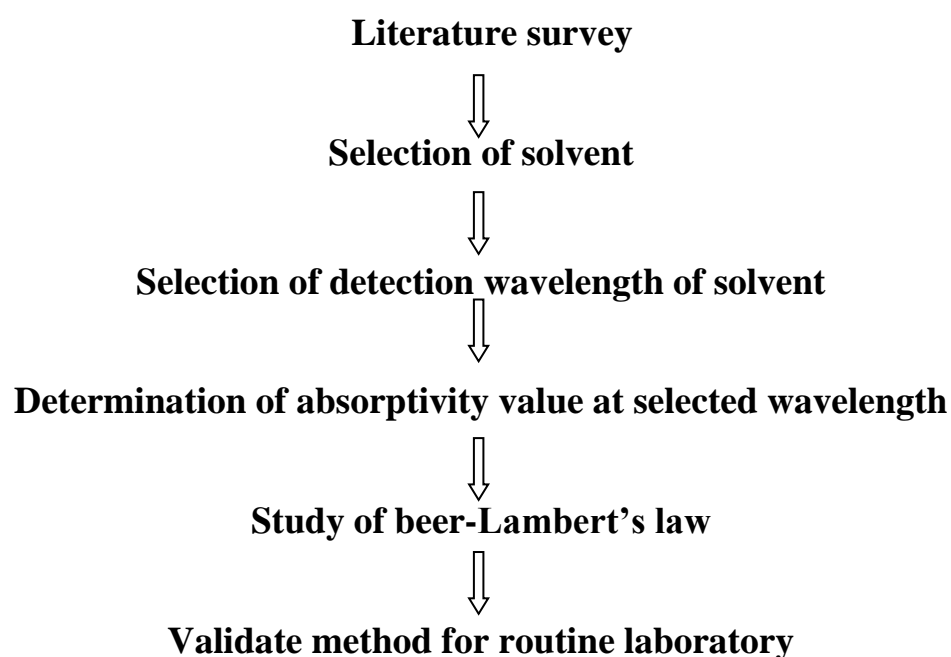 Literature survey
Selection of solvent
Selection of detection wavelength of solvent
Determination of absorptivity value at selected wavelength
Study of beer-Lambert’s law
Validate method for routine laboratory